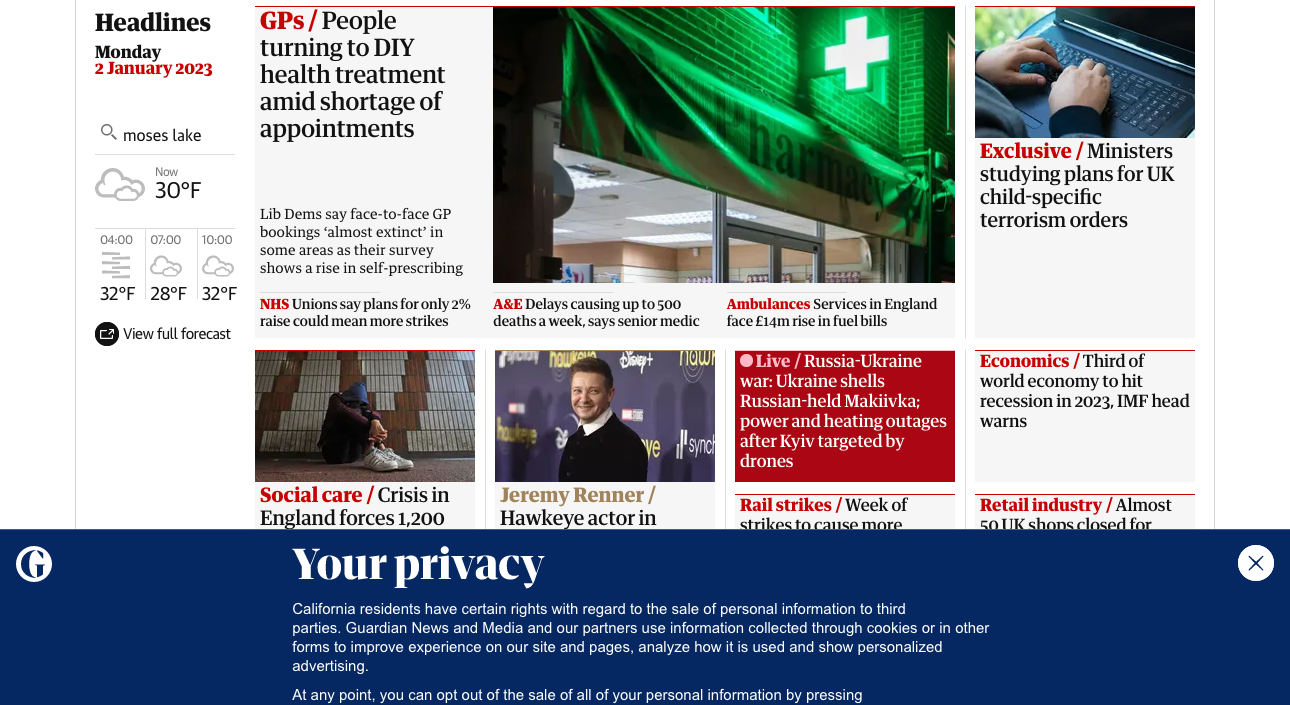 Headlines
Monday
2 January 2023
moses lake
Now
30°F
04:00
07:00
10:00
32°F
28°F
32°F
View full forecast
GPs / People
turning to DIY
health treatment
amid shortage of
appointments
Lib Dems say face-to-face GP
bookings ‘almost extinct’ in
some areas as their survey
shows a rise in self-prescribing
Pharmacy
NHS Unions say plans for only 2%
raise could mean more strikes
A&E Delays causing up to 500
deaths a week, says senior medic
Ambulances Services in England
face £14m rise in fuel bills
Exclusive / Ministers
studying plans for UK
child-specific
terrorism orders
hawkeye
Disney+
hawkeye
synch
Social care / Crisis in
England forces 1,200
Jeremy Renner /
Hawkeye actor in
Live / Russia-Ukraine
war: Ukraine shells
Russian-held Makiivka;
power and heating outages
after Kyiv targeted by
drones
Rail strikes / Week of
strikes to cause more
Economics / Third of
world economy to hit
recession in 2023, IMF head
warns
Retail industry / Almost
50 UK shops closed for
Your privacy
California residents have certain rights with regard to the sale of personal information to third
parties. Guardian News and Media and our partners use information collected through cookies or in other
forms to improve experience on our site and pages, analyze how it is used and show personalized
advertising.
At any point, you can opt out of the sale of all of your personal information by pressing